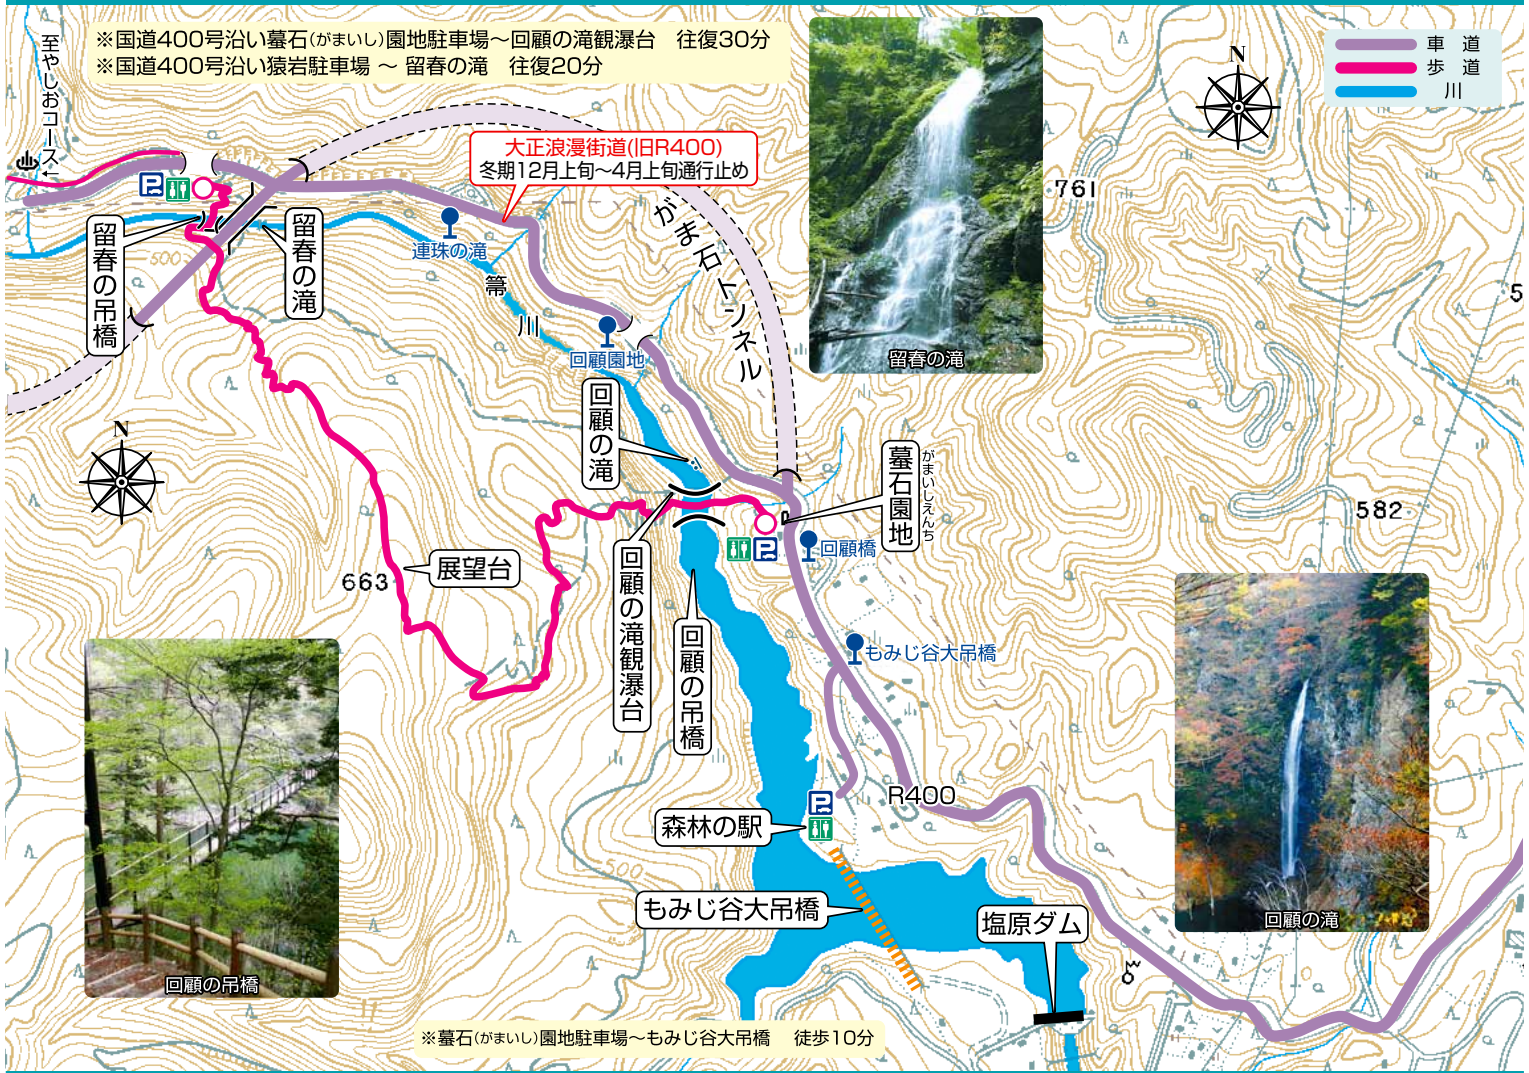 ※国道400号沿い蟇石(がまいし)園地駐車場〜回顧の滝観瀑台　往復30分
※国道400号沿い猿岩駐車場 〜 留春の滝　往復20分
至やしおコース
車 道
歩 道
川
N
大正浪漫街道(旧R400)
冬期12月上旬〜4月上旬通行止め
がま石トンネル
761
留春の吊橋
留春の滝
500
連珠の滝
箒川
回顧園地
留春の滝
5
回顧の滝
蟇石園地
がまいしえんち
582
N
回顧橋
展望台
663
回顧の滝観瀑台
回顧の吊橋
もみじ谷大吊橋
R400
森林の駅
500
もみじ谷大吊橋
塩原ダム
回顧の滝
回顧の吊橋
※蟇石(がまいし)園地駐車場〜もみじ谷大吊橋　徒歩10分
P
P
P